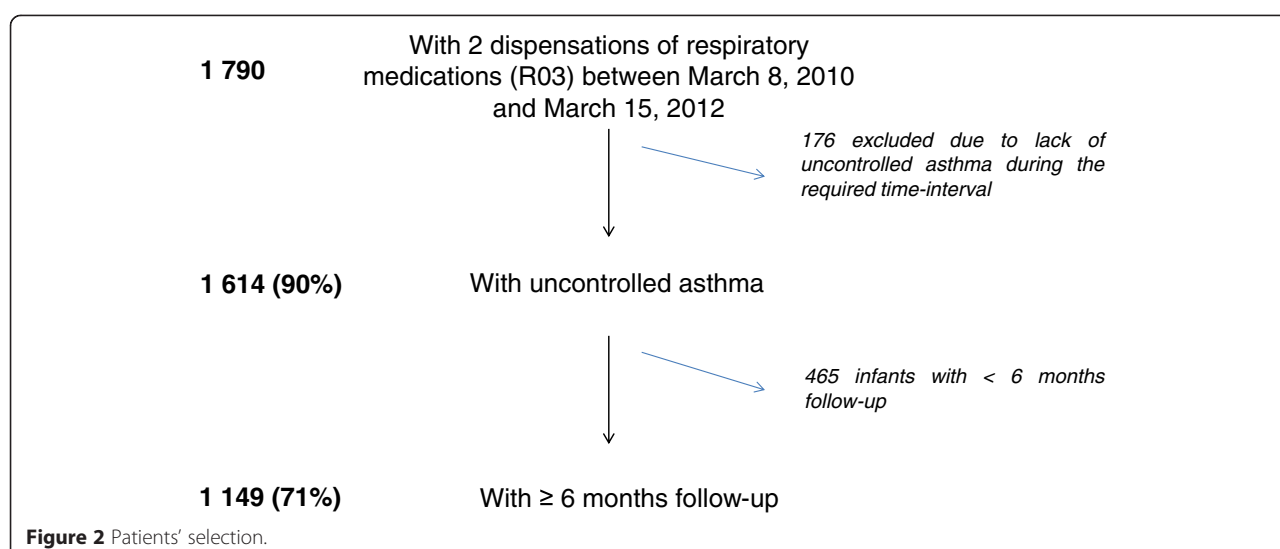 1 790
With 2 dispensations of respiratory
medications (R03) between March 8, 2010
and March 15, 2012
176 excluded due to lack of
uncontrolled asthma during the
required time-interval
1 614 (90%)
With uncontrolled asthma
465 infants with < 6 months
follow-up
1 149 (71%)
With ≥ 6 months follow-up
Figure 2 Patients’ selection.